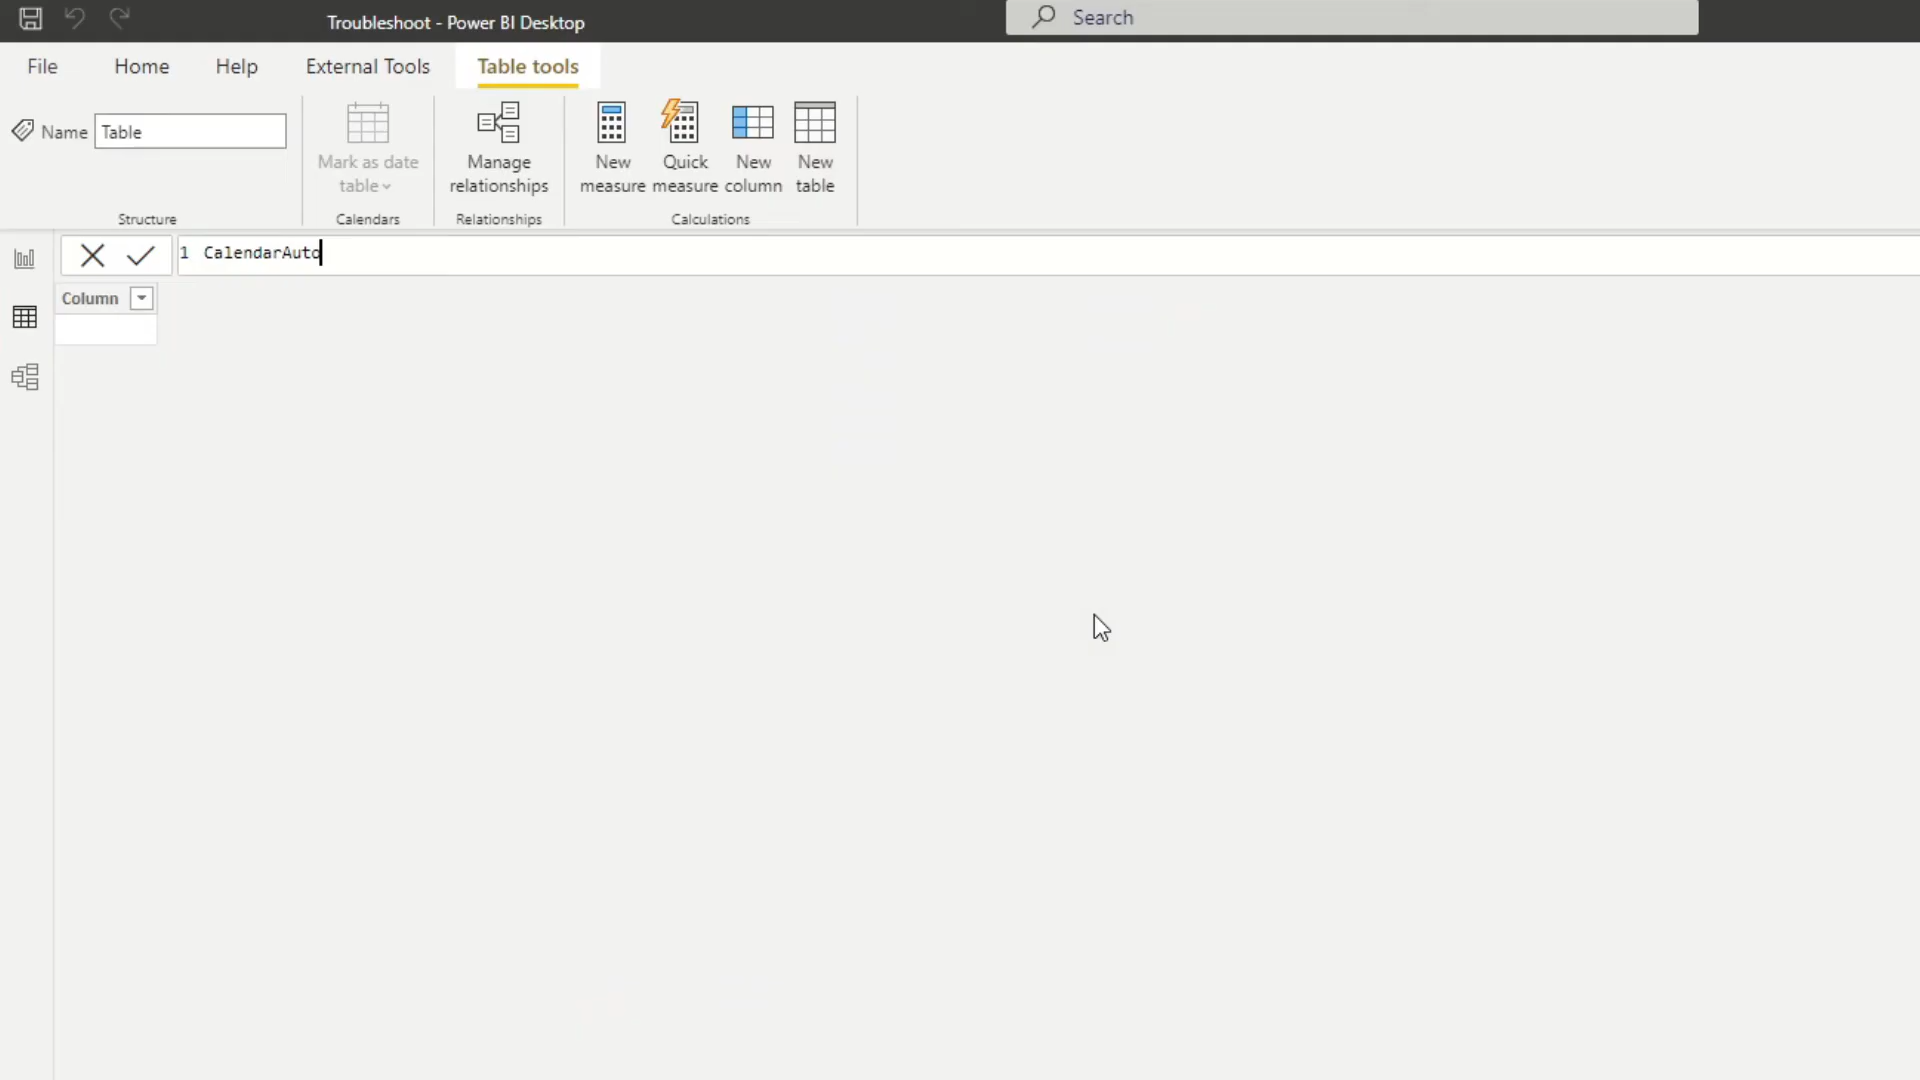 Troubleshoot - Power BI Desktop
Search
File
Home
Help
External Tools
Table tools
Name
Table
Mark as date
table
Manage
relationships
New
measure
Quick
measure
New
column
New
table
Structure
Calendars
Relationships
Calculations
1 CalendarAuto
Column